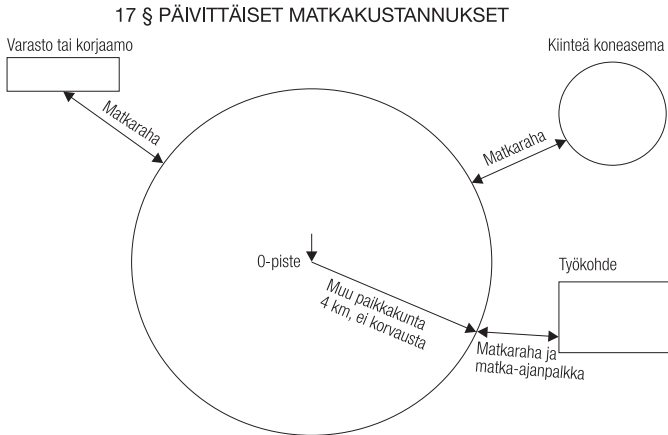 17 § PÄIVITTÄISET MATKAKUSTANNUKSET
Varasto tai korjaamo
Kiinteä koneasema
Matkaraha
Matkaraha
0-piste
Muu paikkakunta
4 km, ei korvausta
Työkohde
Matkaraha ja
matka-ajanpalkka